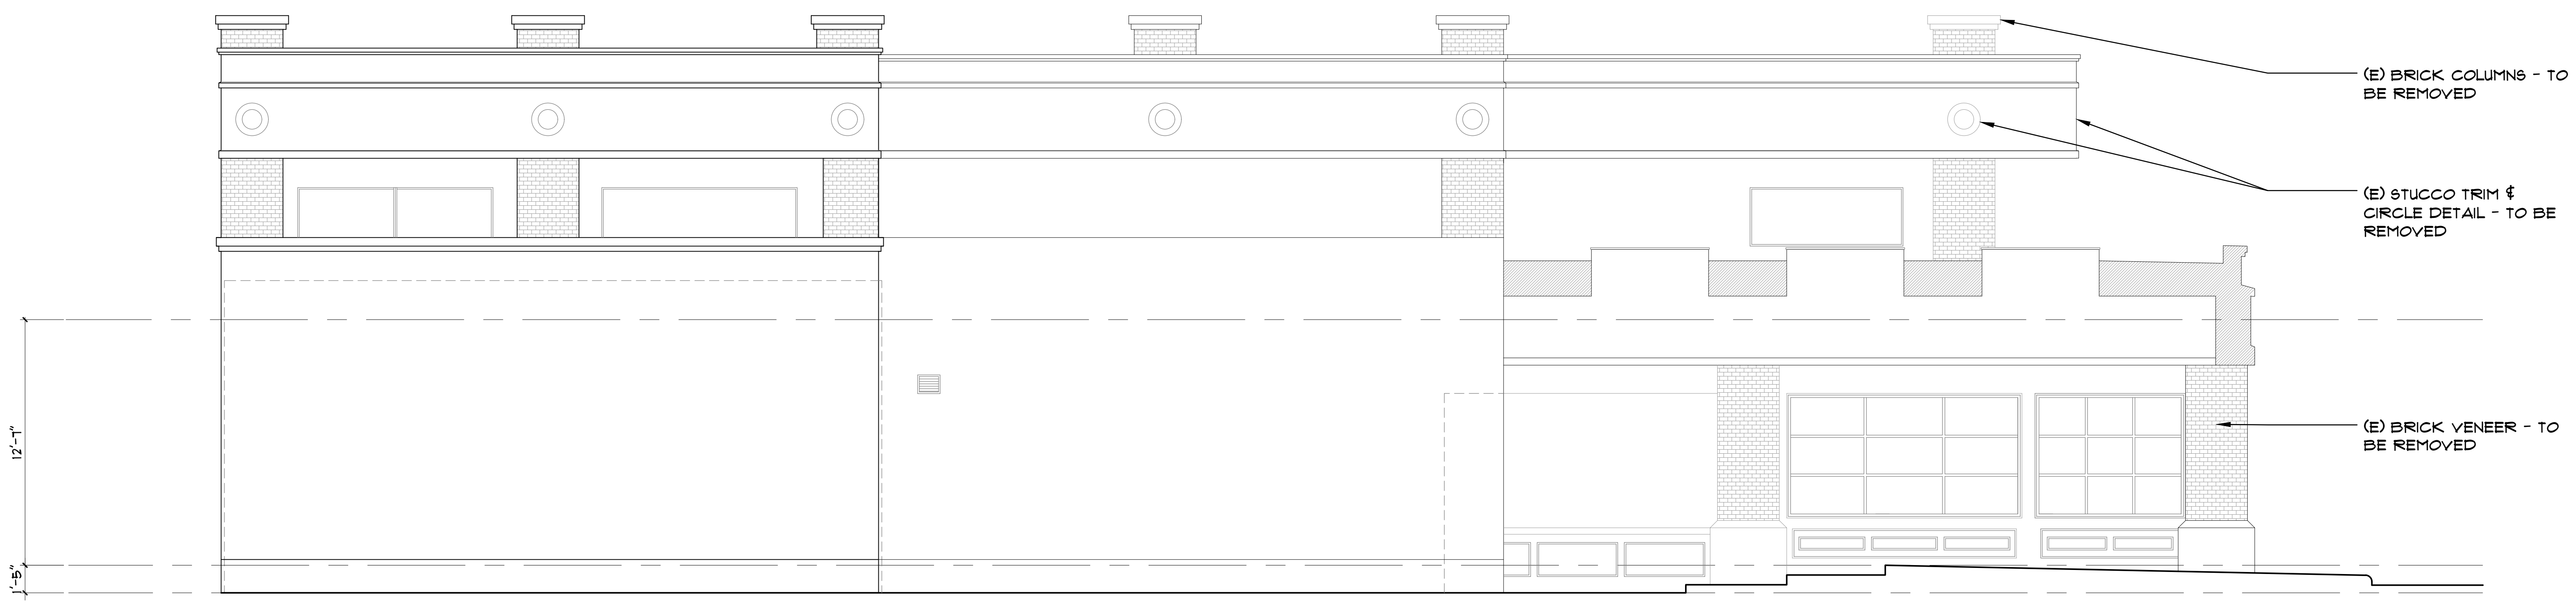 (E) BRICK COLUMNS - TO
BE REMOVED
(E) STUCCO TRIM &
CIRCLE DETAIL - TO BE
REMOVED
(E) BRICK VENEER - TO
BE REMOVED
12'-7"
1'-5"